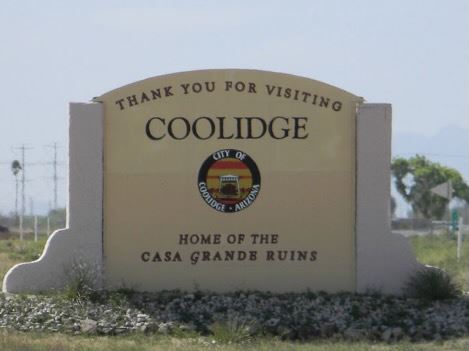 THANK YOU FOR VISITING
COOLIDGE
CITY OF
COOLIDGE • ARIZONA
HOME OF THE
CASA GRANDE RUINS